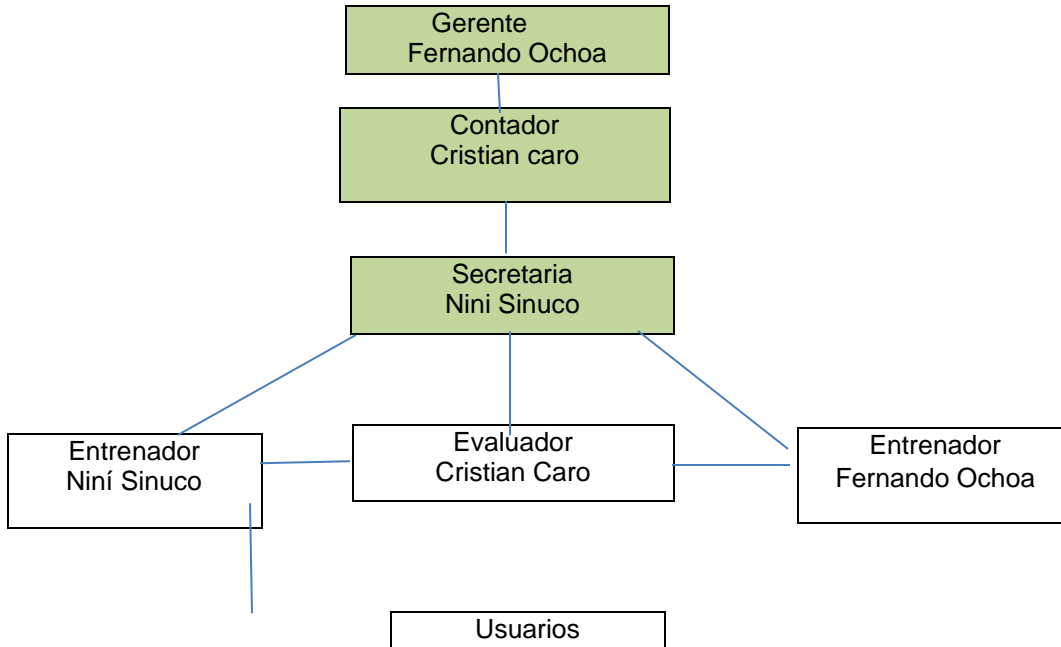 Gerente
Fernando Ochoa
Contador
Cristian caro
Secretaria
Nini Sinuco
Entrenador
Niní Sinuco
Evaluador
Cristian Caro
Entrenador
Fernando Ochoa
Usuarios